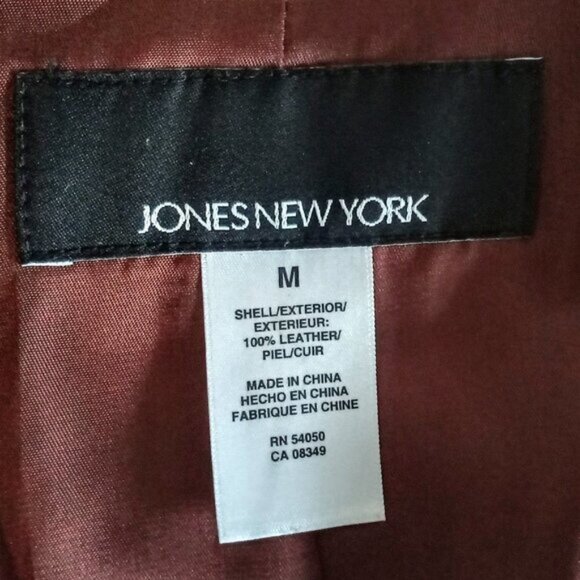 JONES NEW YORK
M
SHELL/EXTERIOR/
EXTERIEUR:
100% LEATHER/
PIEL/CUIR
MADE IN CHINA
HECHO EN CHINA
FABRIQUE EN CHINE
RN 54050
CA 08349